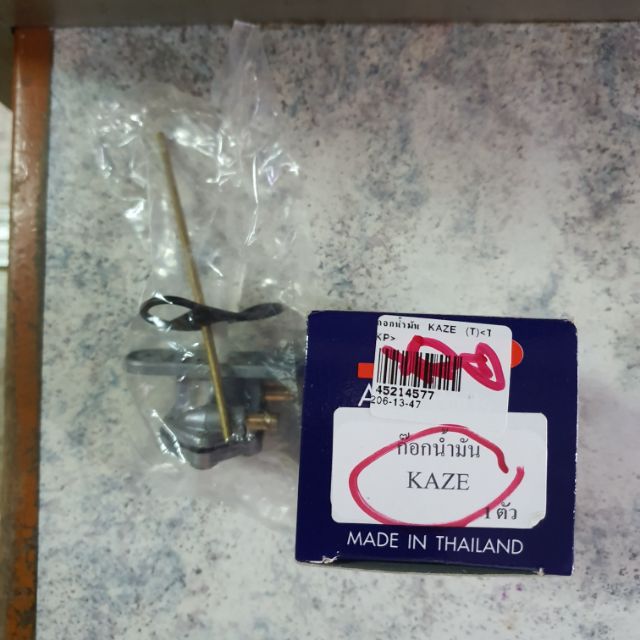 ก๊อกน้ำมัน KAZE (T)<T
KP>
45214577
206-13-47
ก๊อกน้ำมัน
KAZE
1 ตัว
MADE IN THAILAND